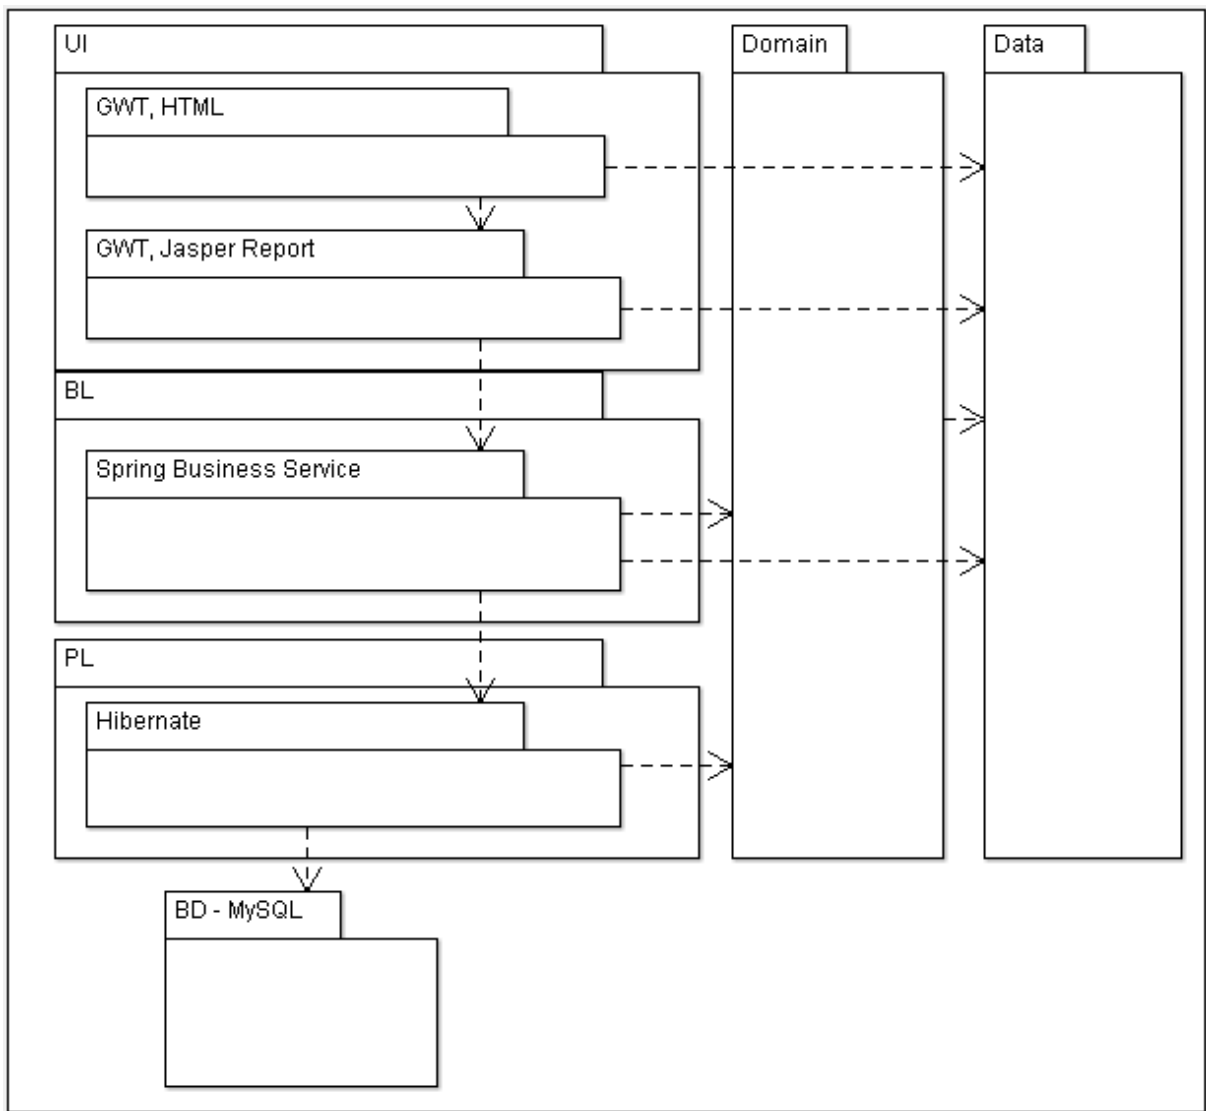 UI
Domain
Data
GWT, HTML
GWT, Jasper Report
BL
Spring Business Service
PL
Hibernate
BD - MySQL